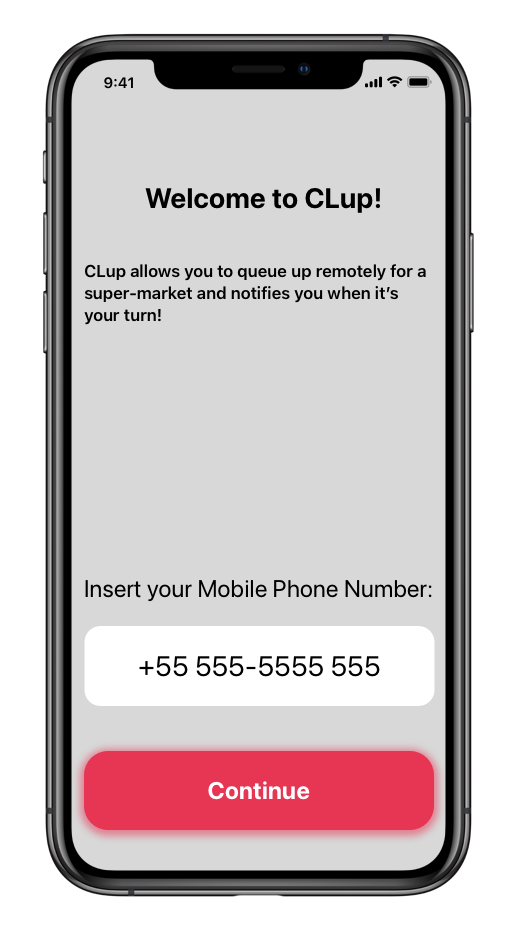 9:41
Welcome to CLup!
CLup allows you to queue up remotely for a
super-market and notifies you when it’s
your turn!
Insert your Mobile Phone Number:
+55 555-5555 555
Continue